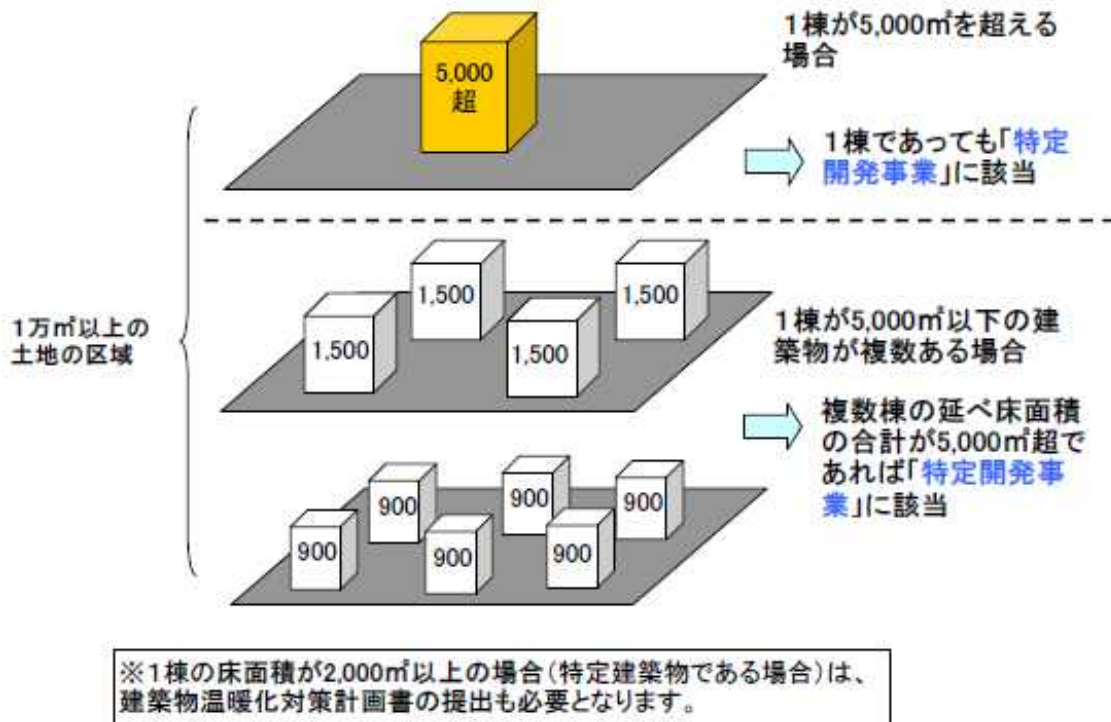 1棟が5,000㎡を超える
場合
5,000
超
1棟であっても「特定
開発事業」に該当
1万㎡以上の
土地の区域
1,500
1,500
1,500
1,500
1棟が5,000㎡以下の建
築物が複数ある場合
複数棟の延べ床面積
の合計が5,000㎡超で
あれば「特定開発事
業」に該当
900
900
900
900
900
900
※1棟の床面積が2,000㎡以上の場合(特定建築物である場合)は、
建築物温暖化対策計画書の提出も必要となります。